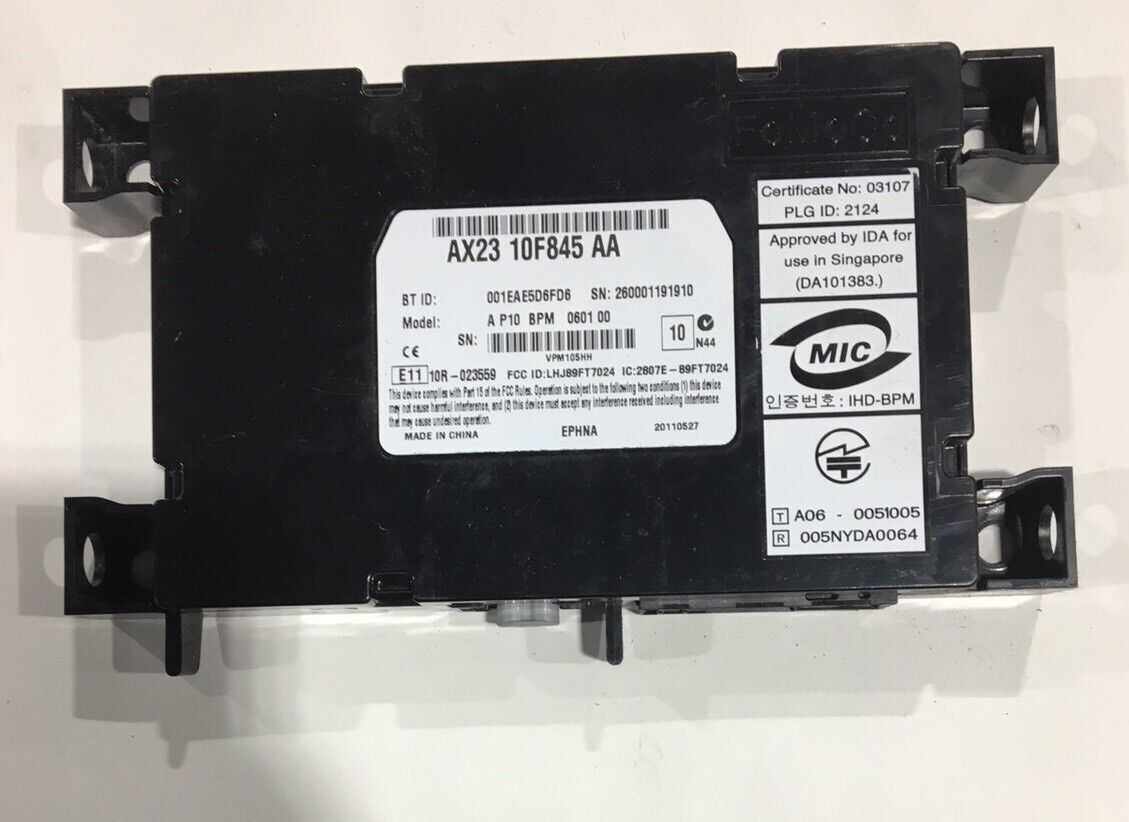 AX23 10F845 AA
BT ID: 001EAE5D6FD6 SN: 260001191910
Model: A P10 BPM 0601 00
SN:
VPM105HH
10
N44
CE
E11 10R-023559 FCC ID:LHJ89FT7024 IC:2807E-89FT7024
This device complies with Part 15 of the FCC Rules. Operation is subject to the following two conditions (1) this device
may not cause harmful interference, and (2) this device must accept any interference received including interference
that may cause undesired operation.
MADE IN CHINA EPHNA 20110527
Certificate No: 03107
PLG ID: 2124
Approved by IDA for
use in Singapore
(DA101383.)
MIC
인증번호: IHD-BPM
T A06 - 0051005
R 005NYDA0064